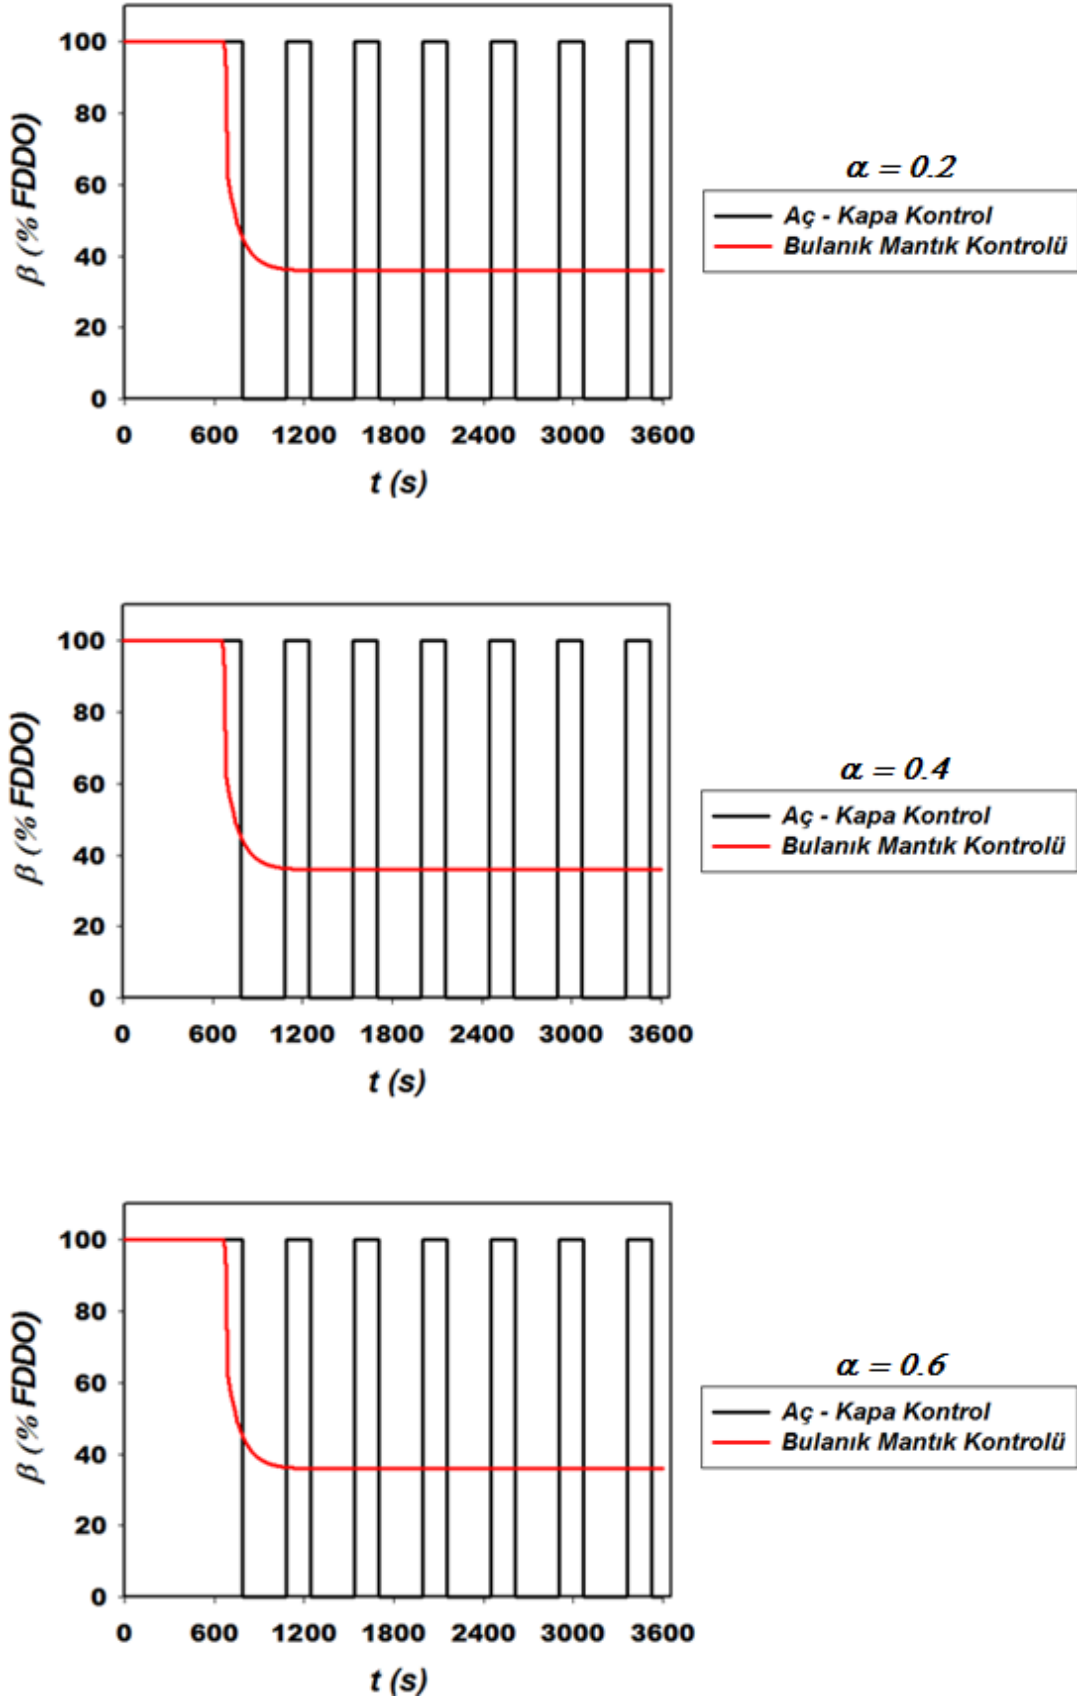 β (% FDDO)
100
80
60
40
20
0
0 600 1200 1800 2400 3000 3600
t (s)
α = 0.2
Aç - Kapa Kontrol
Bulanık Mantık Kontrolü
β (% FDDO)
100
80
60
40
20
0
0 600 1200 1800 2400 3000 3600
t (s)
α = 0.4
Aç - Kapa Kontrol
Bulanık Mantık Kontrolü
β (% FDDO)
100
80
60
40
20
0
0 600 1200 1800 2400 3000 3600
t (s)
α = 0.6
Aç - Kapa Kontrol
Bulanık Mantık Kontrolü